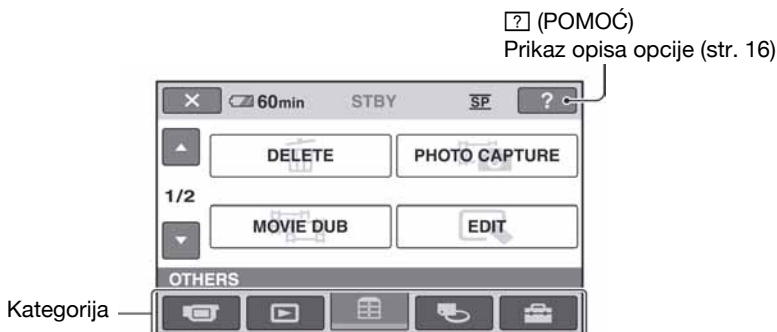 ? (POMOĆ)
Prikaz opisa opcije (str. 16)
60min STBY SP ?
DELETE PHOTO CAPTURE
1/2
MOVIE DUB EDIT
OTHERS
Kategorija